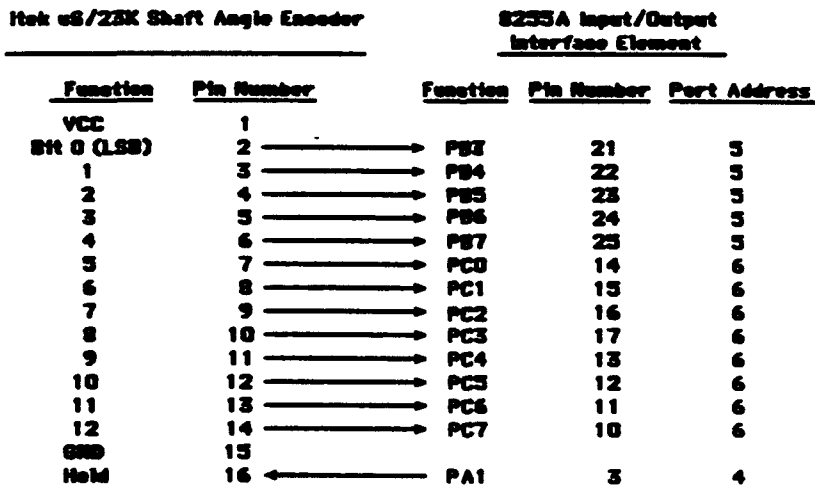 Itek uS/23K Shaft Angle Encoder 8255A Input/Output
Interface Element
Function Pin Number Function Pin Number Port Address
VCC 1
Bit 0 (LSB) 2 PB3 21 5
1 3 PB4 22 5
2 4 PB5 23 5
3 5 PB6 24 5
4 6 PB7 25 5
5 7 PC0 14 6
6 8 PC1 15 6
7 9 PC2 16 6
8 10 PC3 17 6
9 11 PC4 13 6
10 12 PC5 12 6
11 13 PC6 11 6
12 14 PC7 10 6
GND 15
Hold 16 PA1 3 4